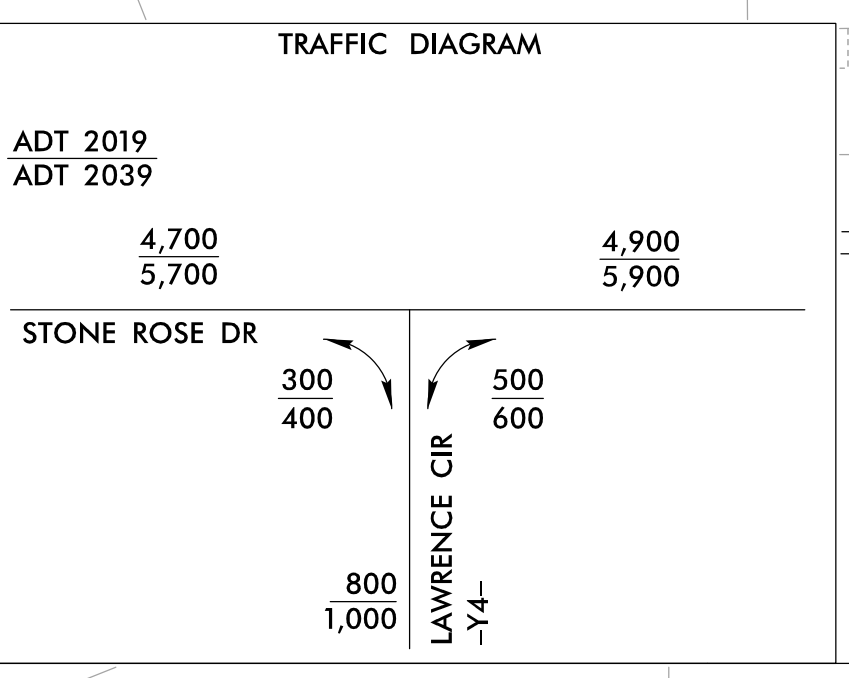 TRAFFIC DIAGRAM
ADT 2019
ADT 2039
4,700
5,700
4,900
5,900
STONE ROSE DR
300
400
500
600
800
1,000
LAWRENCE CIR
-Y4-